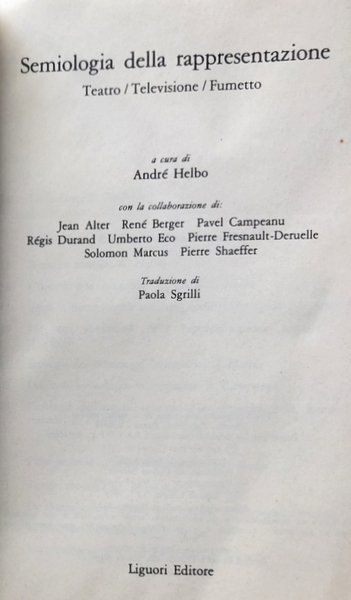 Semiologia della rappresentazione
Teatro / Televisione / Fumetto
a cura di
André Helbo
con la collaborazione di:
Jean Alter René Berger Pavel Campeanu
Régis Durand Umberto Eco Pierre Fresnault-Deruelle
Solomon Marcus Pierre Shaeffer
Traduzione di
Paola Sgrilli
Liguori Editore